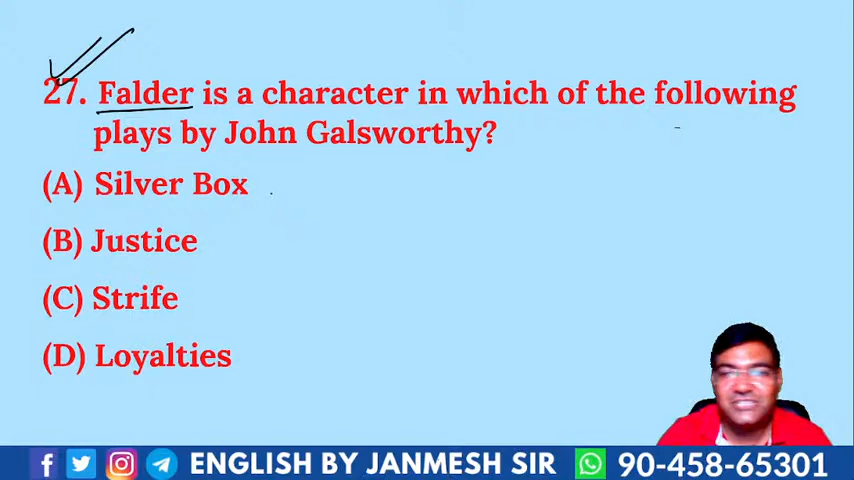 27. Falder is a character in which of the following
plays by John Galsworthy?
(A) Silver Box
(B) Justice
(C) Strife
(D) Loyalties
ENGLISH BY JANMESH SIR 90-458-65301